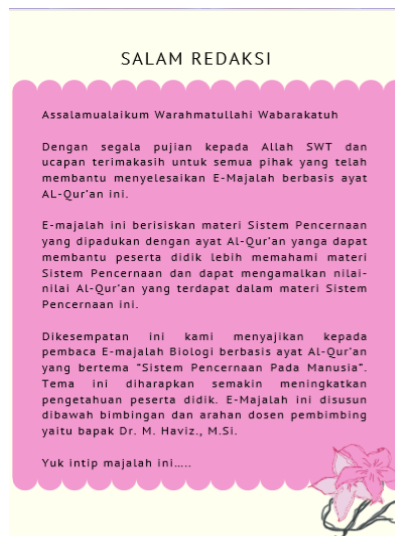 SALAM REDAKSI
Assalamualaikum Warahmatullahi Wabarakatuh
Dengan segala pujian kepada Allah SWT dan
ucapan terimakasih untuk semua pihak yang telah
membantu menyelesaikan E-Majalah berbasis ayat
AL-Qur'an ini.
E-majalah ini berisiskan materi Sistem Pencernaan
yang dipadukan dengan ayat Al-Qur'an yanga dapat
membantu peserta didik lebih memahami materi
Sistem Pencernaan dan dapat mengamalkan nilai-
nilai Al-Qur'an yang terdapat dalam materi Sistem
Pencernaan ini.
Dikesempatan ini kami menyajikan kepada
pembaca E-majalah Biologi berbasis ayat Al-Qur'an
yang bertema "Sistem Pencernaan Pada Manusia".
Tema ini diharapkan semakin meningkatkan
pengetahuan peserta didik. E-Majalah ini disusun
dibawah bimbingan dan arahan dosen pembimbing
yaitu bapak Dr. M. Haviz., M.Si.
Yuk intip majalah ini.....